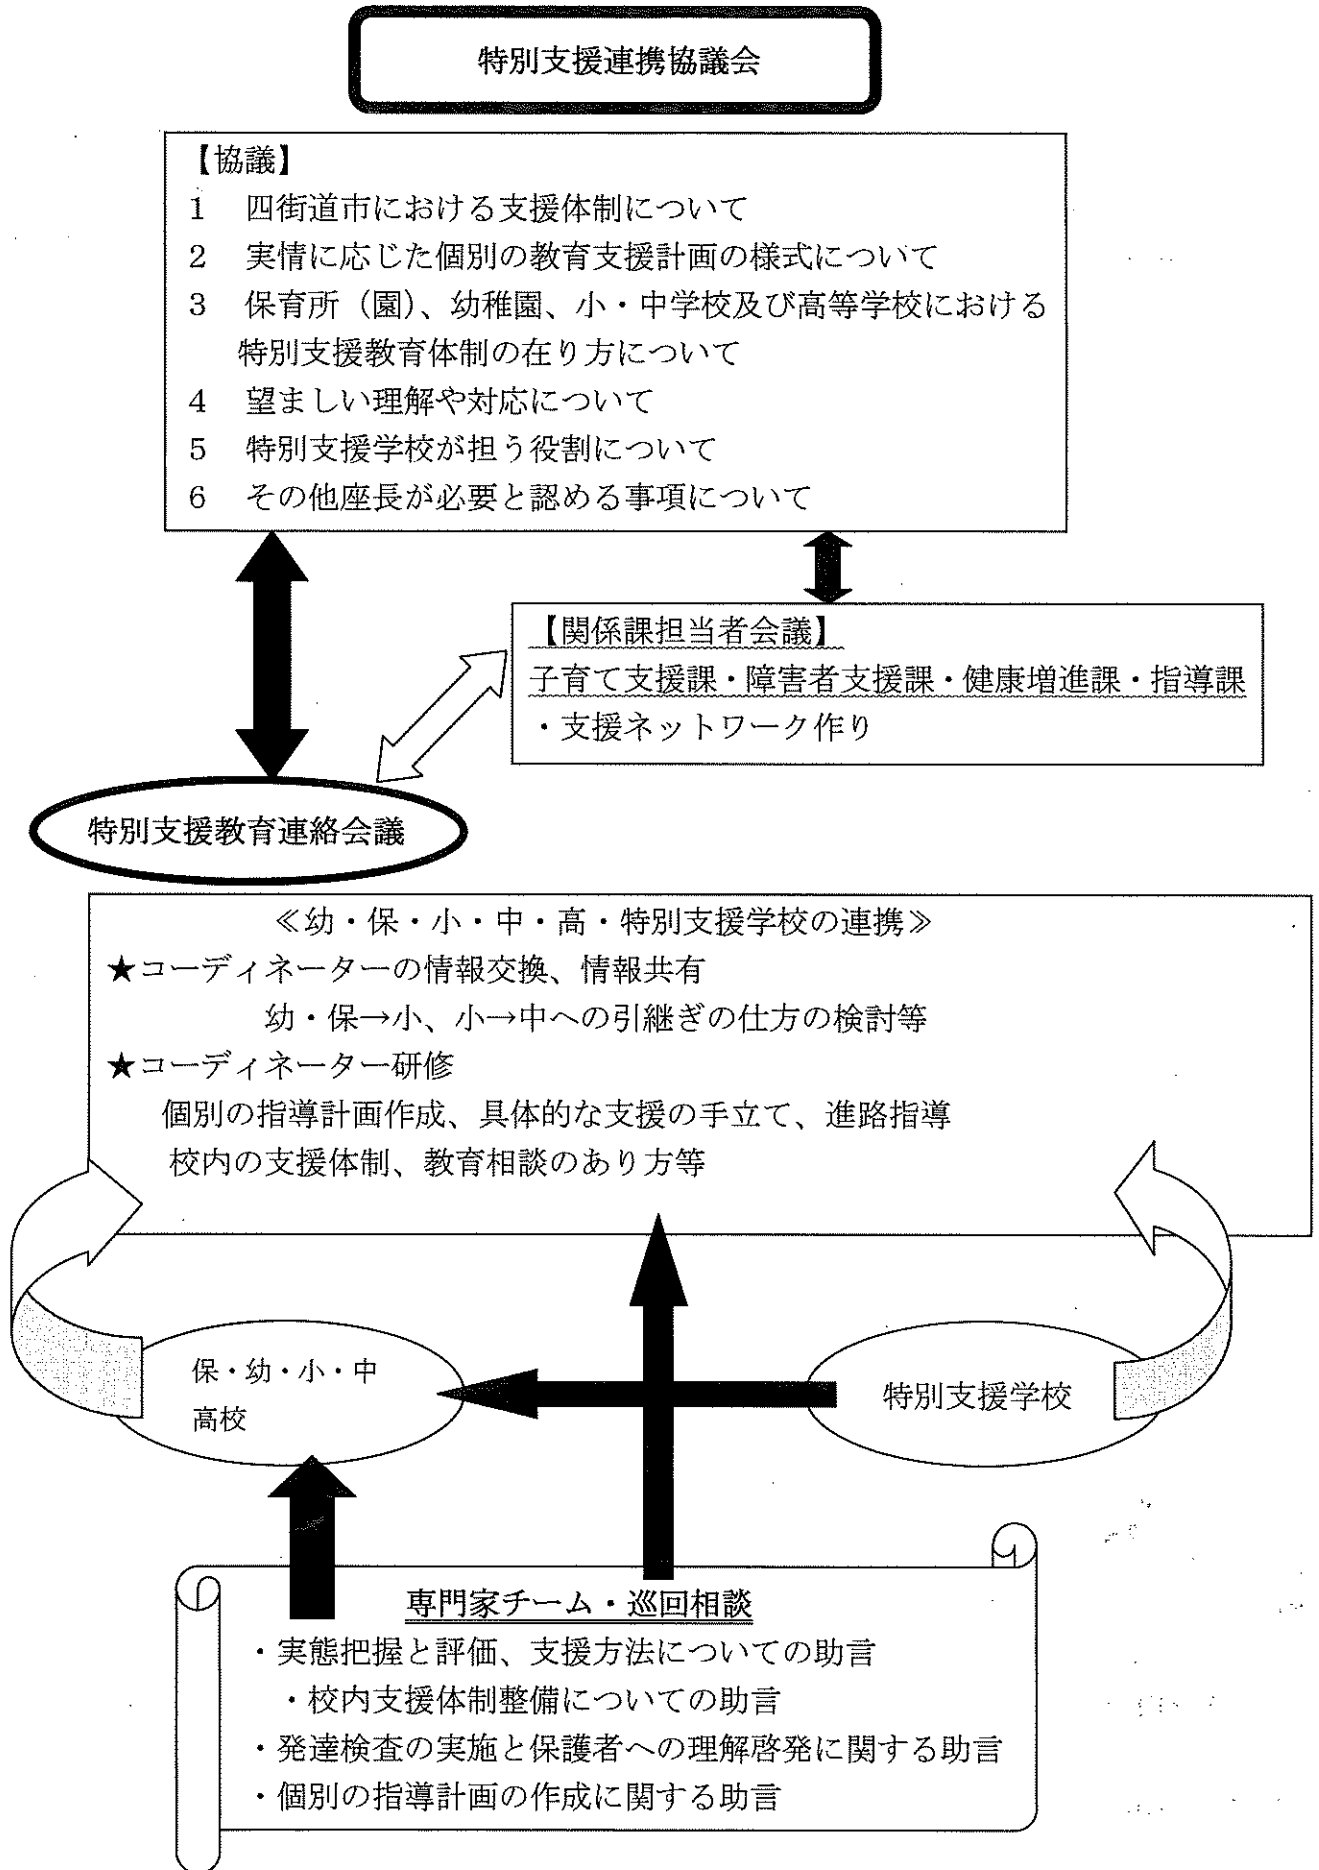 特別支援連携協議会
【協議】
1 四街道市における支援体制について
2 実情に応じた個別の教育支援計画の様式について
3 保育所（園）、幼稚園、小・中学校及び高等学校における
特別支援教育体制の在り方について
4 望ましい理解や対応について
5 特別支援学校が担う役割について
6 その他座長が必要と認める事項について
【関係課担当者会議】
子育て支援課・障害者支援課・健康増進課・指導課
・支援ネットワーク作り
特別支援教育連絡会議
≪幼・保・小・中・高・特別支援学校の連携≫
★コーディネーターの情報交換、情報共有
幼・保→小、小→中への引継ぎの仕方の検討等
★コーディネーター研修
個別の指導計画作成、具体的な支援の手立て、進路指導
校内の支援体制、教育相談のあり方等
保・幼・小・中
高校
特別支援学校
専門家チーム・巡回相談
・実態把握と評価、支援方法についての助言
・校内支援体制整備についての助言
・発達検査の実施と保護者への理解啓発に関する助言
・個別の指導計画の作成に関する助言